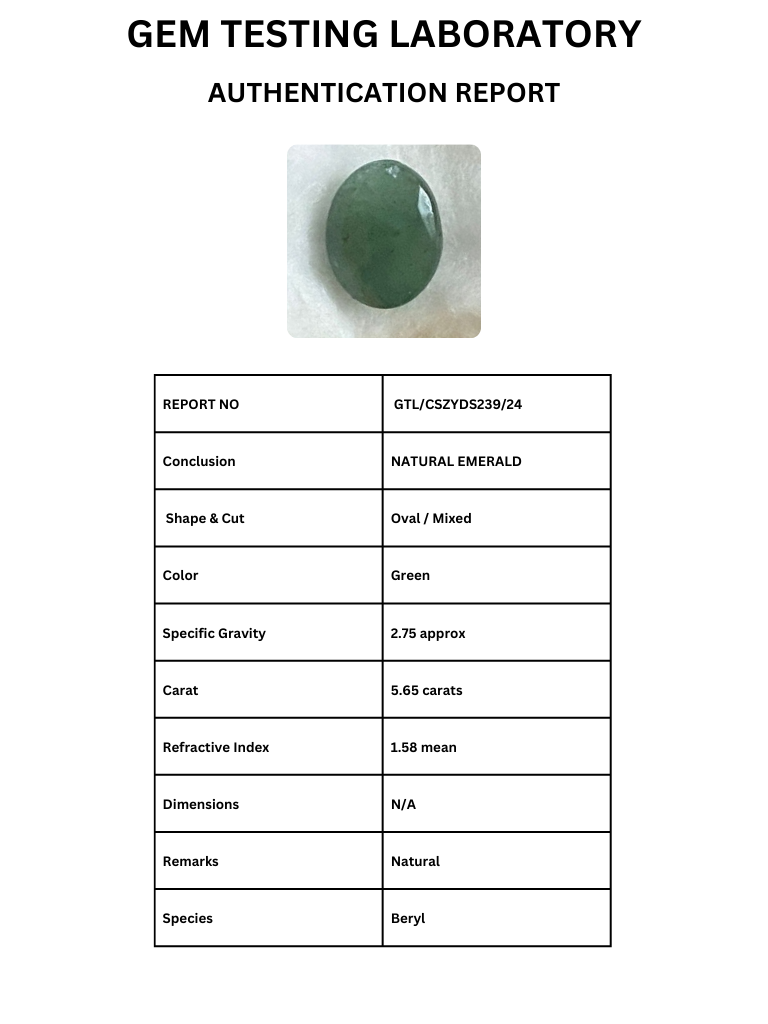 GEM TESTING LABORATORY
AUTHENTICATION REPORT
REPORT NO GTL/CSZYDS239/24
Conclusion NATURAL EMERALD
Shape & Cut Oval / Mixed
Color Green
Specific Gravity 2.75 approx
Carat 5.65 carats
Refractive Index 1.58 mean
Dimensions N/A
Remarks Natural
Species Beryl